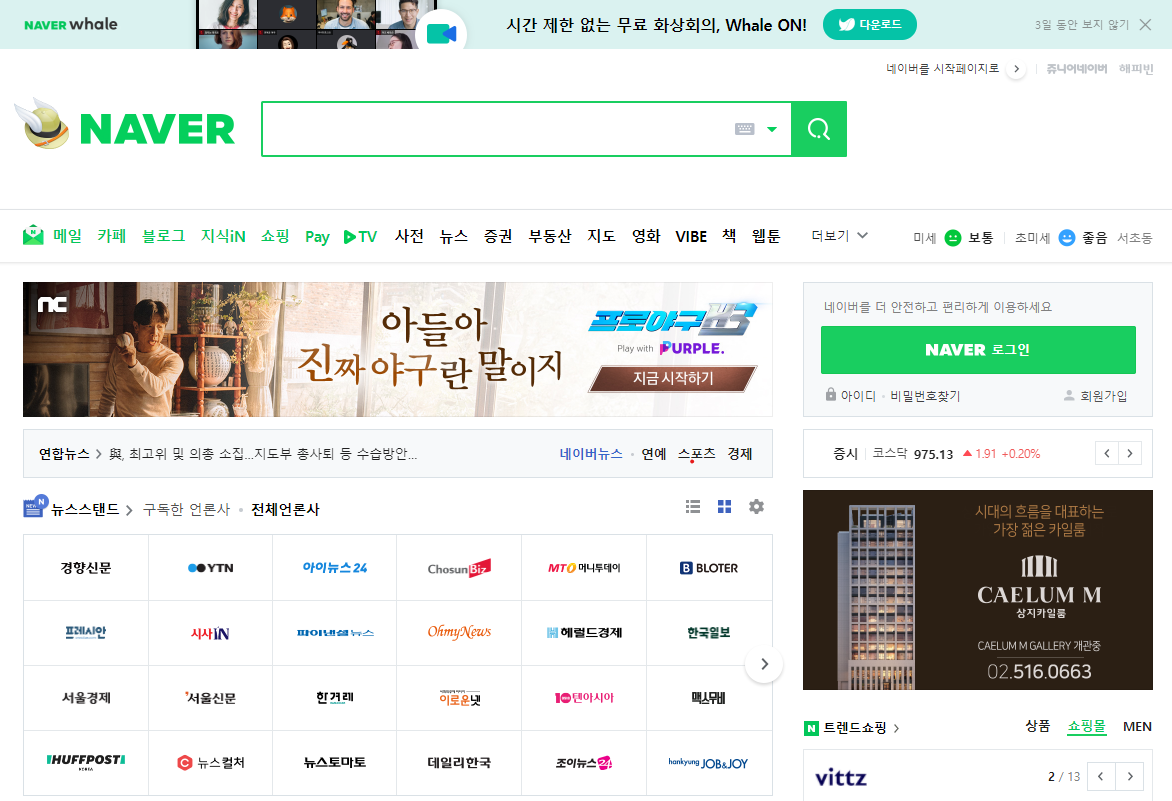 NAVER whale
시간 제한 없는 무료 화상회의, Whale ON!
다운로드
3일 동안 보지 않기
네이버를 시작페이지로
쥬니어네이버 해피빈
NAVER
메일 카페 블로그 지식iN 쇼핑 Pay TV 사전 뉴스 증권 부동산 지도 영화 VIBE 책 웹툰 더보기
미세 보통 초미세 좋음 서초동
NC
아들아
진짜 야구란 말이지
프로야구 H3
Play with PURPLE.
지금 시작하기
네이버를 더 안전하고 편리하게 이용하세요
NAVER 로그인
아이디 · 비밀번호찾기 회원가입
연합뉴스 > 與, 최고위 및 의총 소집...지도부 총사퇴 등 수습방안...
네이버뉴스 · 연예 스포츠 경제
증시 코스닥 975.13 ▲ 1.91 +0.20%
NEW N 뉴스스탠드 > 구독한 언론사 · 전체언론사
경향신문 YTN 아이뉴스24 ChosunBiz MTO 머니투데이 B BLOTER
프레시안 시사IN 파이낸셜뉴스 OhmyNews H 헤럴드경제 한국일보
서울경제 서울신문 한겨레 이로운넷 10 텐아시아 맥스무비
HUFFPOST KOREA C 뉴스컬처 뉴스토마토 데일리한국 조이뉴스24 hankyung JOB&JOY
시대의 흐름을 대표하는
가장 젊은 카일룸
CAELUM M
상지카일룸
CAELUM M GALLERY 개관중
02.516.0663
N 트렌드쇼핑 > 상품 쇼핑몰 MEN
vittz 2 / 13